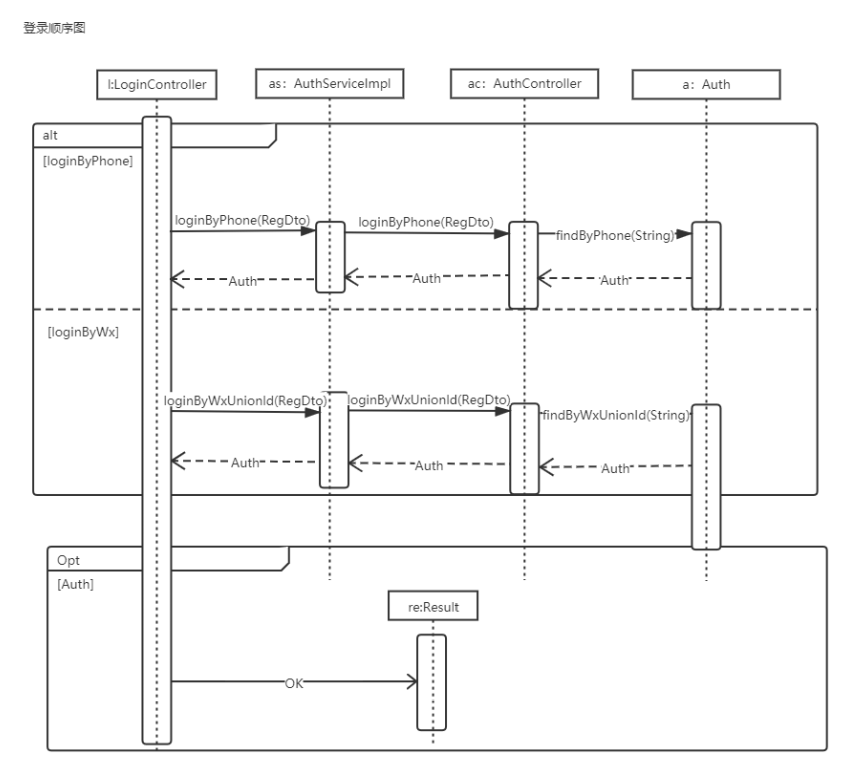 登录顺序图
l:LoginController
as：AuthServiceImpl
ac：AuthController
a：Auth
alt
[loginByPhone]
loginByPhone(RegDto)
loginByPhone(RegDto)
findByPhone(String)
Auth
Auth
Auth
[loginByWx]
loginByWxUnionId(RegDto)
loginByWxUnionId(RegDto)
findByWxUnionId(String)
Auth
Auth
Auth
Opt
[Auth]
re:Result
OK